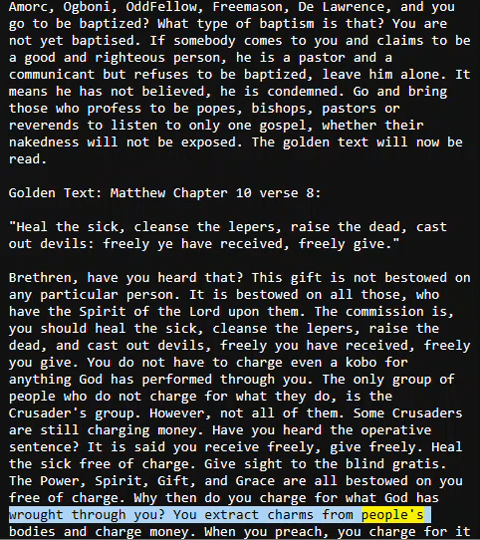 Amorc, Ogboni, OddFellow, Freemason, De Lawrence, and you
go to be baptized? What type of baptism is that? You are
not yet baptised. If somebody comes to you and claims to be
a good and righteous person, he is a pastor and a
communicant but refuses to be baptized, leave him alone. It
means he has not believed, he is condemned. Go and bring
those who profess to be popes, bishops, pastors or
reverends to listen to only one gospel, whether their
nakedness will not be exposed. The golden text will now be
read.
Golden Text: Matthew Chapter 10 verse 8:
"Heal the sick, cleanse the lepers, raise the dead, cast
out devils: freely ye have received, freely give."
Brethren, have you heard that? This gift is not bestowed on
any particular person. It is bestowed on all those, who
have the Spirit of the Lord upon them. The commission is,
you should heal the sick, cleanse the lepers, raise the
dead, and cast out devils, freely you have received, freely
you give. You do not have to charge even a kobo for
anything God has performed through you. The only group of
people who do not charge for what they do, is the
Crusader's group. However, not all of them. Some Crusaders
are still charging money. Have you heard the operative
sentence? It is said you receive freely, give freely. Heal
the sick free of charge. Give sight to the blind gratis.
The Power, Spirit, Gift, and Grace are all bestowed on you
free of charge. Why then do you charge for what God has
wrought through you? You extract charms from people's
bodies and charge money. When you preach, you charge for it